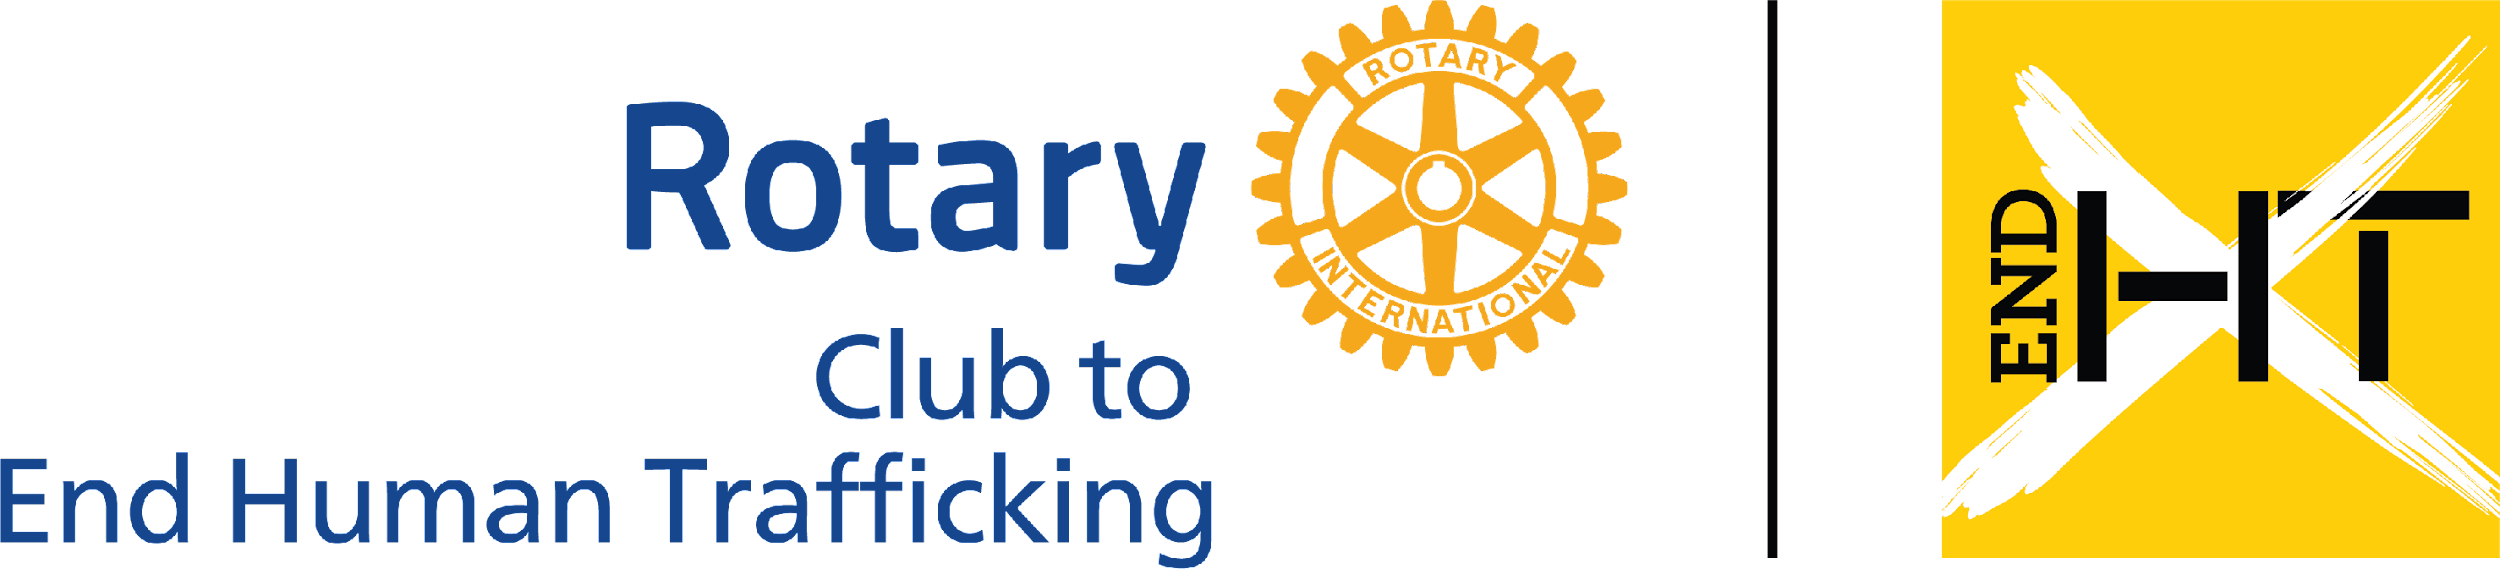 Rotary
Club to
End Human Trafficking
ROTARY
INTERNATIONAL
END
HT